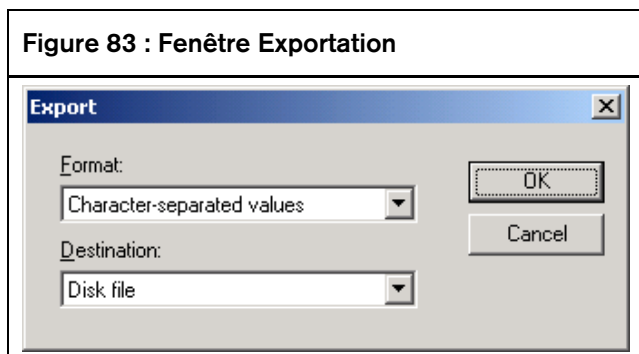 Figure 83 : Fenêtre Exportation
Export
Format:
Character-separated values
OK
Cancel
Destination:
Disk file